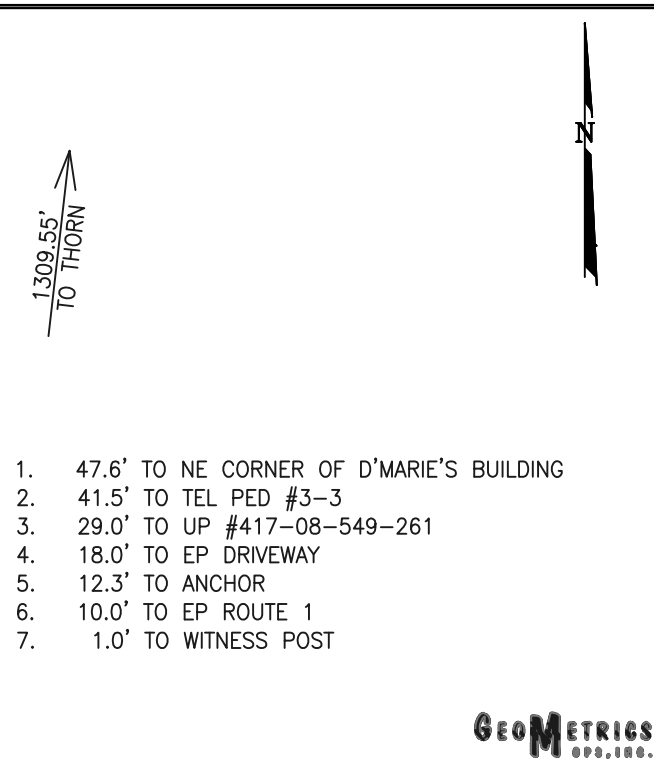 N
1309.55'
TO THORN
1. 47.6' TO NE CORNER OF D'MARIE'S BUILDING
2. 41.5' TO TEL PED #3-3
3. 29.0' TO UP #417-08-549-261
4. 18.0' TO EP DRIVEWAY
5. 12.3' TO ANCHOR
6. 10.0' TO EP ROUTE 1
7. 1.0' TO WITNESS POST
GEOMETRICS
GPS, INC.